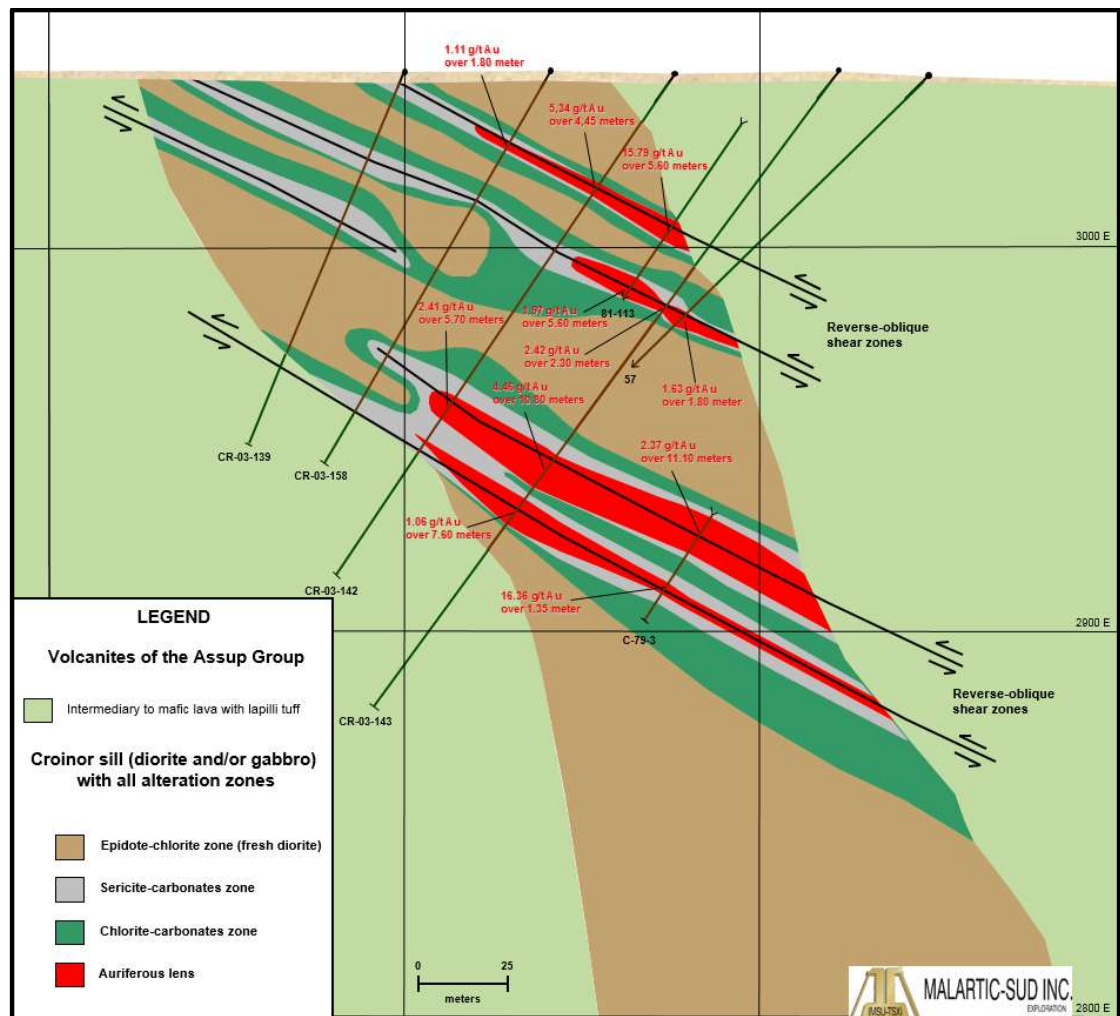 1.11 g/t Au
over 1.80 meter
5,34 g/t Au
over 4,45 meters
15.79 g/t Au
over 5.60 meters
3000 E
Reverse-oblique
shear zones
2.41 g/t Au
over 5.70 meters
1.97 g/t Au
over 5.60 meters
81-113
2.42 g/t Au
over 2.30 meters
57
1.63 g/t Au
over 1.80 meter
4.46 g/t Au
over 10.80 meters
2.37 g/t Au
over 11.10 meters
CR-03-139
CR-03-158
1.06 g/t Au
over 7.60 meters
CR-03-142
16.36 g/t Au
over 1.35 meter
C-79-3
2900 E
Reverse-oblique
shear zones
CR-03-143
LEGEND
Volcanites of the Assup Group
Intermediary to mafic lava with lapilli tuff
Croinor sill (diorite and/or gabbro)
with all alteration zones
Epidote-chlorite zone (fresh diorite)
Sericite-carbonates zone
Chlorite-carbonates zone
Auriferous lens
0 25
meters
MALARTIC-SUD INC.
EXPLORATION
(MSU-TSX)
2800 E